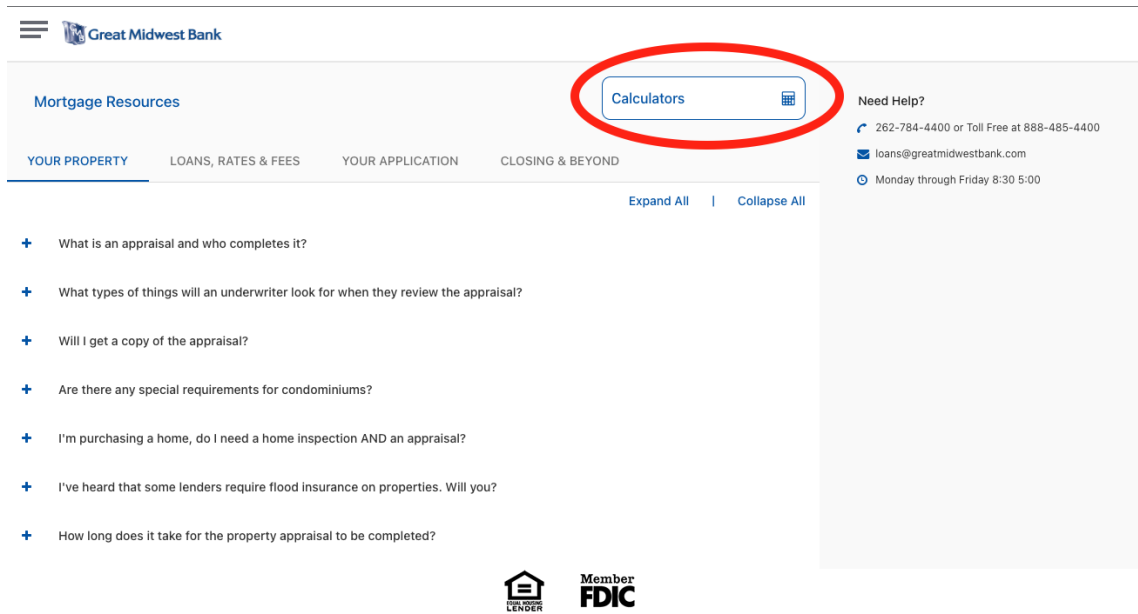 Great Midwest Bank
Mortgage Resources
Calculators
Need Help?
262-784-4400 or Toll Free at 888-485-4400
loans@greatmidwestbank.com
Monday through Friday 8:30 5:00
YOUR PROPERTY LOANS, RATES & FEES YOUR APPLICATION CLOSING & BEYOND
Expand All | Collapse All
+ What is an appraisal and who completes it?
+ What types of things will an underwriter look for when they review the appraisal?
+ Will I get a copy of the appraisal?
+ Are there any special requirements for condominiums?
+ I'm purchasing a home, do I need a home inspection AND an appraisal?
+ I've heard that some lenders require flood insurance on properties. Will you?
+ How long does it take for the property appraisal to be completed?
EQUAL HOUSING
LENDER
Member
FDIC